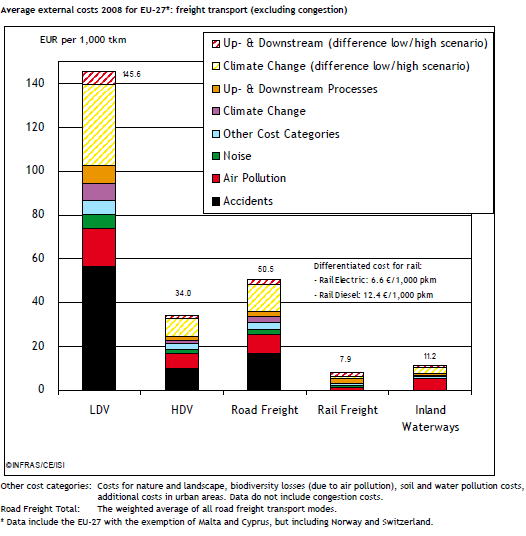 Average external costs 2008 for EU-27*: freight transport (excluding congestion)
EUR per 1,000 tkm
Up- & Downstream (difference low/high scenario)
Climate Change (difference low/high scenario)
Up- & Downstream Processes
Climate Change
Other Cost Categories
Noise
Air Pollution
Accidents
140
120
100
80
60
40
20
0
145.6
34.0
50.5
7.9
11.2
Differentiated cost for rail:
- Rail Electric: 6.6 €/1,000 pkm
- Rail Diesel: 12.4 €/1,000 pkm
LDV
HDV
Road Freight
Rail Freight
Inland
Waterways
©INFRAS/CE/ISI
Other cost categories: Costs for nature and landscape, biodiversity losses (due to air pollution), soil and water pollution costs,
additional costs in urban areas. Data do not include congestion costs.
Road Freight Total: The weighted average of all road freight transport modes.
* Data include the EU-27 with the exemption of Malta and Cyprus, but including Norway and Switzerland.